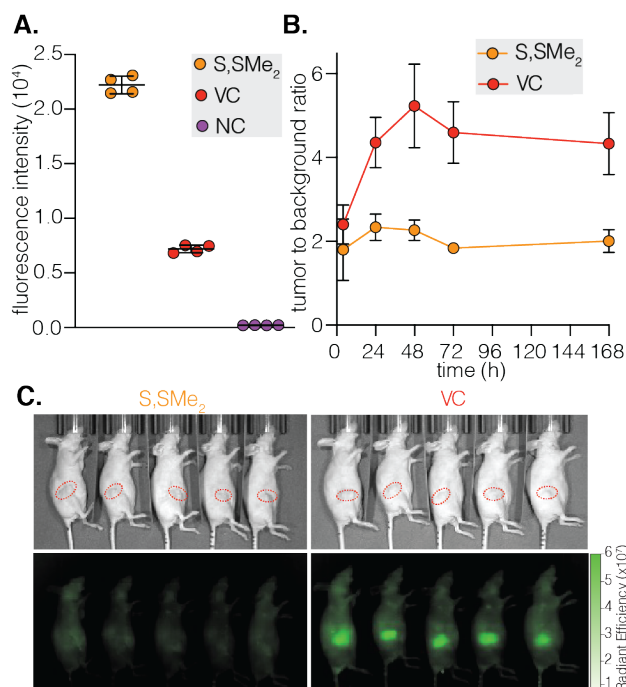 A.
fluorescence intensity (10⁴)
2.5
2.0
1.5
1.0
0.5
0.0
S,SMe₂
VC
NC
B.
tumor to background ratio
6
4
2
0
S,SMe₂
VC
0 24 48 72 96 120 144 168
time (h)
C.
S,SMe₂ VC
6
5
4
3
2
1
Radiant Efficiency (x10⁷)